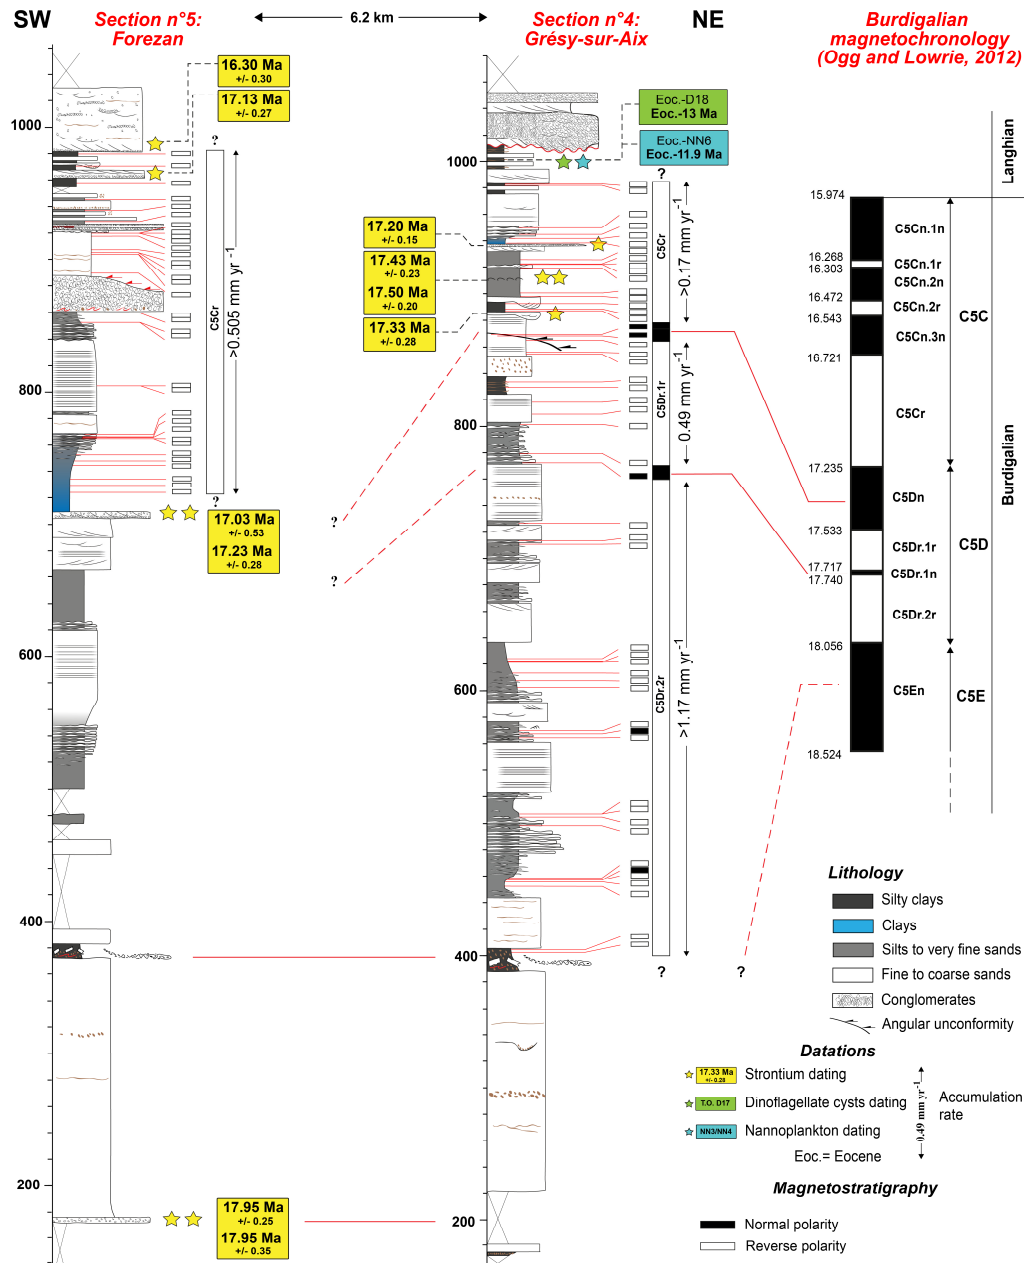 SW
Section n°5:
Forezan
6.2 km
Section n°4:
Grésy-sur-Aix
NE
Burdigalian
magnetochronology
(Ogg and Lowrie, 2012)
16.30 Ma
+/- 0.30
17.13 Ma
+/- 0.27
1000
?
C5Cr
>0.505 mm yr-1
800
?
17.03 Ma
+/- 0.53
17.23 Ma
+/- 0.28
600
400
200
17.95 Ma
+/- 0.25
17.95 Ma
+/- 0.35
?
?
Eoc.-D18
Eoc.-13 Ma
Eoc.-NN6
Eoc.-11.9 Ma
1000
?
17.20 Ma
+/- 0.15
17.43 Ma
+/- 0.23
17.50 Ma
+/- 0.20
17.33 Ma
+/- 0.28
C5Cr
>0.17 mm yr-1
C5Dr.1r
0.49 mm yr-1
800
C5Dr.2r
>1.17 mm yr-1
600
400
?
?
200
Langhian
15.974
C5Cn.1n
16.268
C5Cn.1r
16.303
C5Cn.2n
16.472
C5Cn.2r
16.543
C5Cn.3n
C5C
16.721
C5Cr
Burdigalian
17.235
C5Dn
17.533
C5Dr.1r
C5D
17.717
C5Dr.1n
17.740
C5Dr.2r
18.056
C5En
C5E
18.524
Lithology
Silty clays
Clays
Silts to very fine sands
Fine to coarse sands
Conglomerates
Angular unconformity
Datations
17.33 Ma
+/- 0.28
Strontium dating
T.O. D17
Dinoflagellate cysts dating
NN3/NN4
Nannoplankton dating
Eoc.= Eocene
0.49 mm yr-1
Accumulation
rate
Magnetostratigraphy
Normal polarity
Reverse polarity